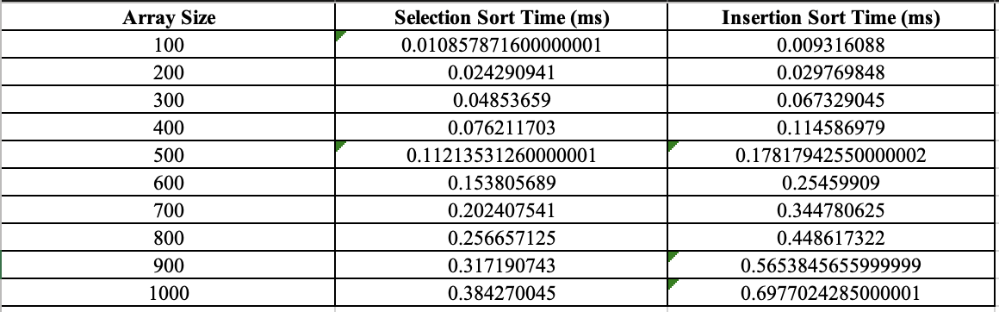 Array Size Selection Sort Time (ms) Insertion Sort Time (ms)
100 0.010857871600000001 0.009316088
200 0.024290941 0.029769848
300 0.04853659 0.067329045
400 0.076211703 0.114586979
500 0.11213531260000001 0.17817942550000002
600 0.153805689 0.25459909
700 0.202407541 0.344780625
800 0.256657125 0.448617322
900 0.317190743 0.5653845655999999
1000 0.384270045 0.6977024285000001